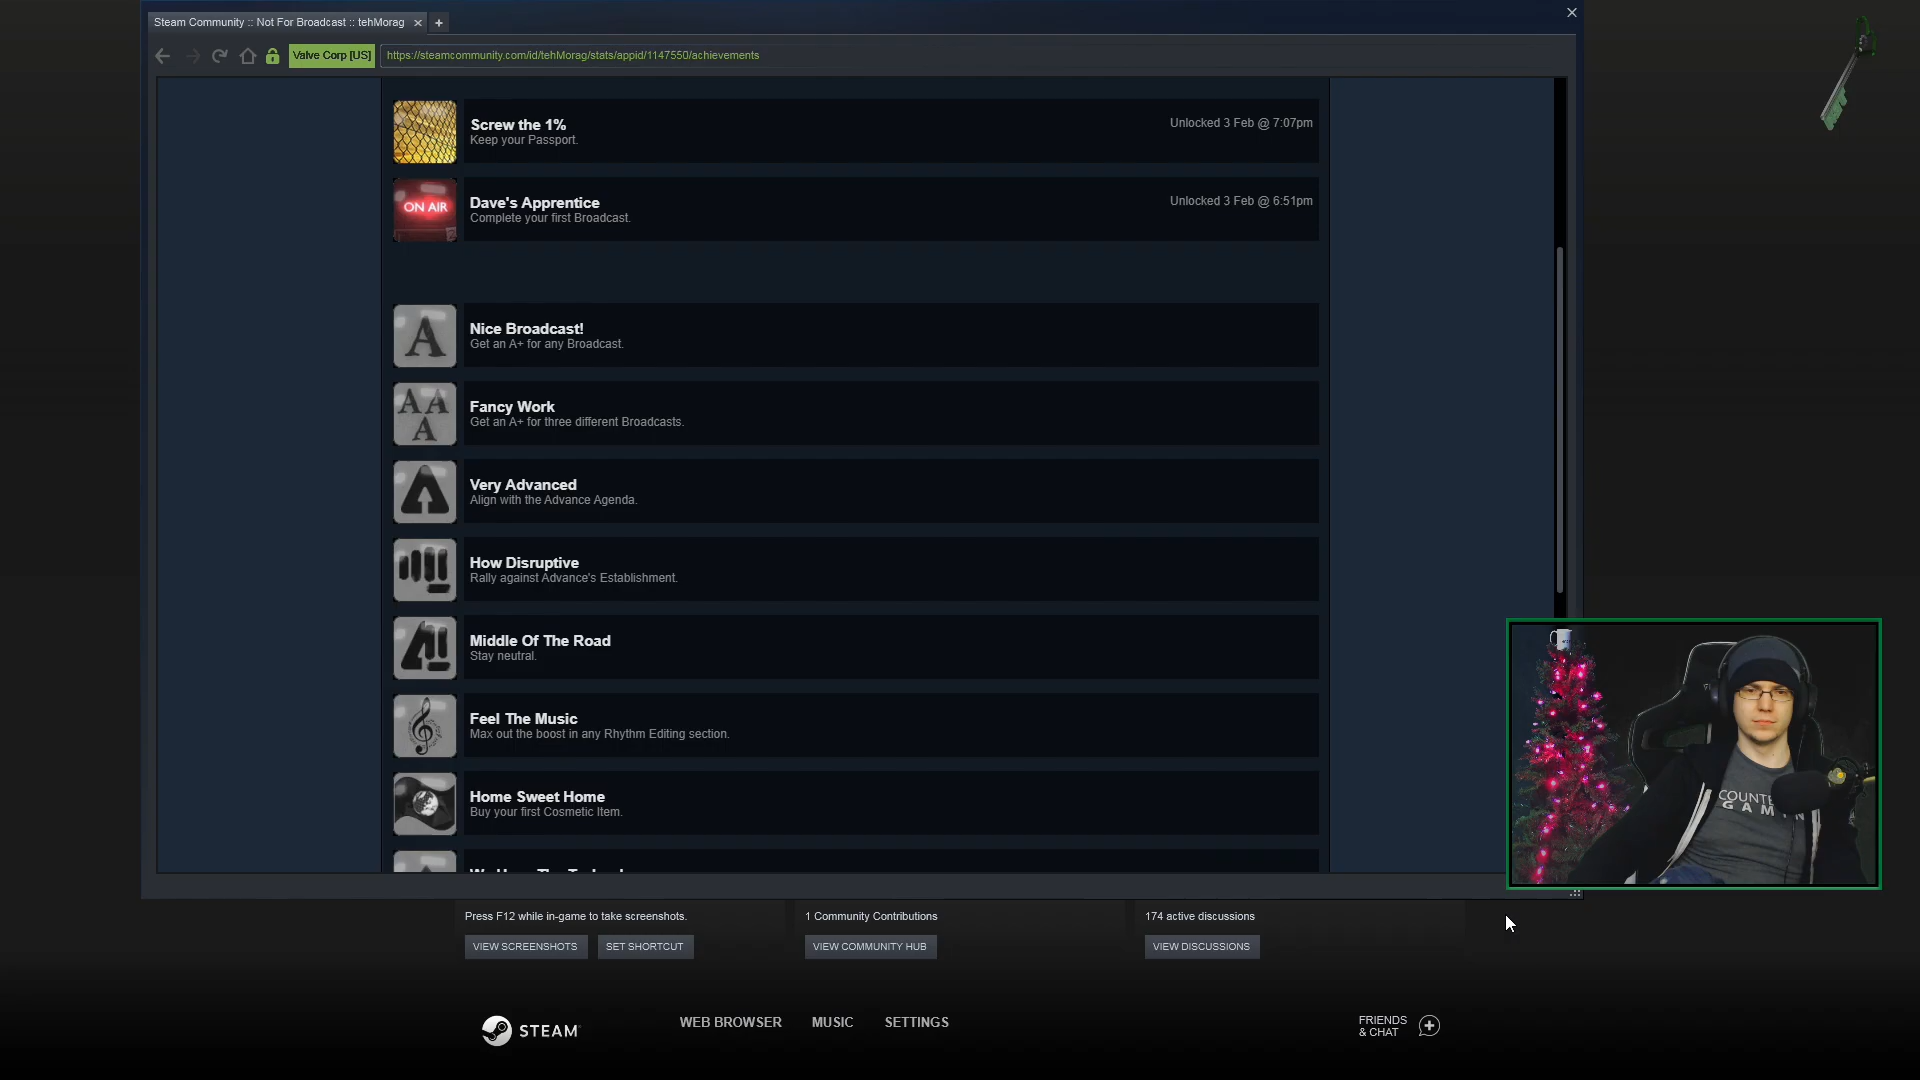 Steam Community :: Not For Broadcast :: tehMorag
Valve Corp [US]
https://steamcommunity.com/id/tehMorag/stats/appid/1147550/achievements
Screw the 1%
Keep your Passport.
Unlocked 3 Feb @ 7:07pm
ON AIR
Dave's Apprentice
Complete your first Broadcast.
Unlocked 3 Feb @ 6:51pm
A
Nice Broadcast!
Get an A+ for any Broadcast.
A A
A
Fancy Work
Get an A+ for three different Broadcasts.
Very Advanced
Align with the Advance Agenda.
How Disruptive
Rally against Advance's Establishment.
Middle Of The Road
Stay neutral.
Feel The Music
Max out the boost in any Rhythm Editing section.
Home Sweet Home
Buy your first Cosmetic Item.
Press F12 while in-game to take screenshots.
1 Community Contributions
174 active discussions
VIEW SCREENSHOTS
SET SHORTCUT
VIEW COMMUNITY HUB
VIEW DISCUSSIONS
STEAM
WEB BROWSER
MUSIC
SETTINGS
FRIENDS
& CHAT